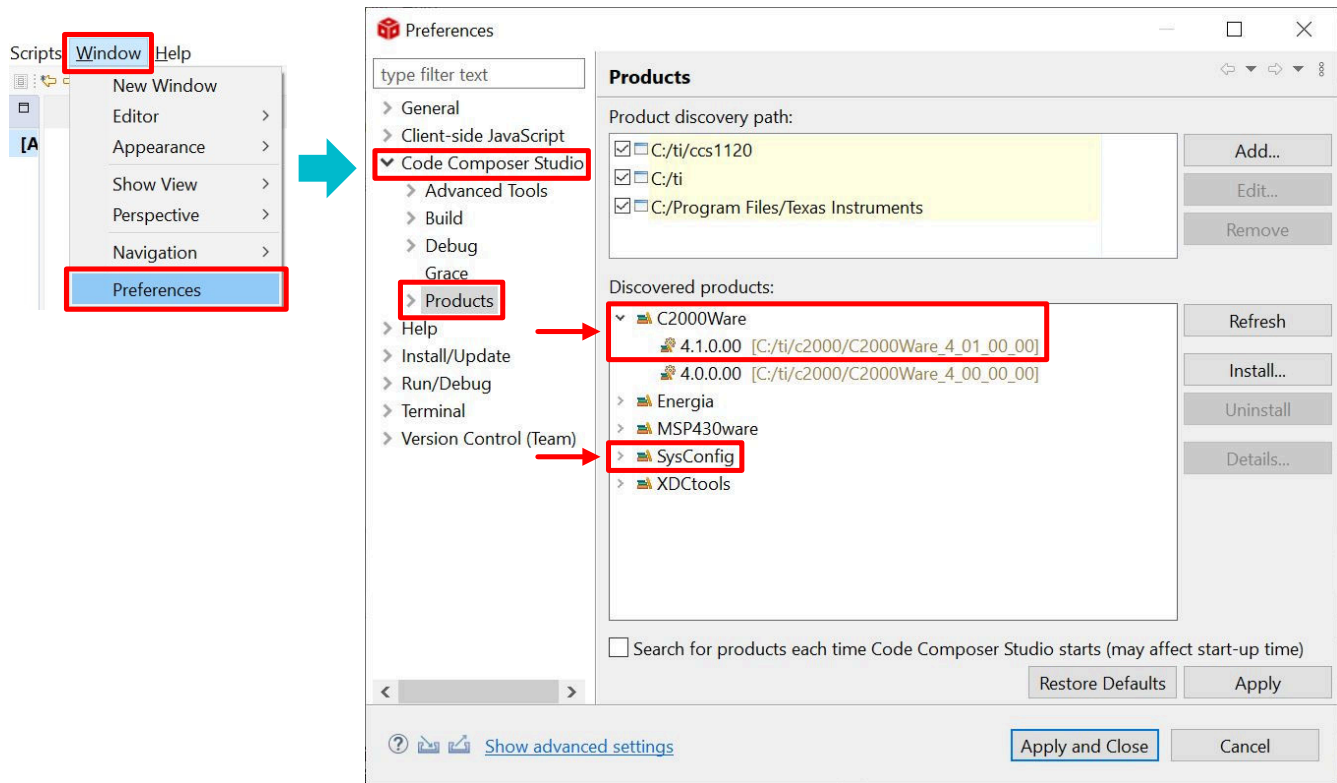 Scripts Window Help
New Window
Editor
[A
Appearance
Show View
Perspective
Navigation
Preferences
Preferences
type filter text
General
Client-side JavaScript
Code Composer Studio
Advanced Tools
Build
Debug
Grace
Products
Help
Install/Update
Run/Debug
Terminal
Version Control (Team)
Products
Product discovery path:
C:/ti/ccs1120
C:/ti
C:/Program Files/Texas Instruments
Add...
Edit...
Remove
Discovered products:
C2000Ware
4.1.0.00 [C:/ti/c2000/C2000Ware_4_01_00_00]
4.0.0.00 [C:/ti/c2000/C2000Ware_4_00_00_00]
Energia
MSP430ware
SysConfig
XDCtools
Refresh
Install...
Uninstall
Details...
Search for products each time Code Composer Studio starts (may affect start-up time)
Restore Defaults
Apply
Show advanced settings
Apply and Close
Cancel